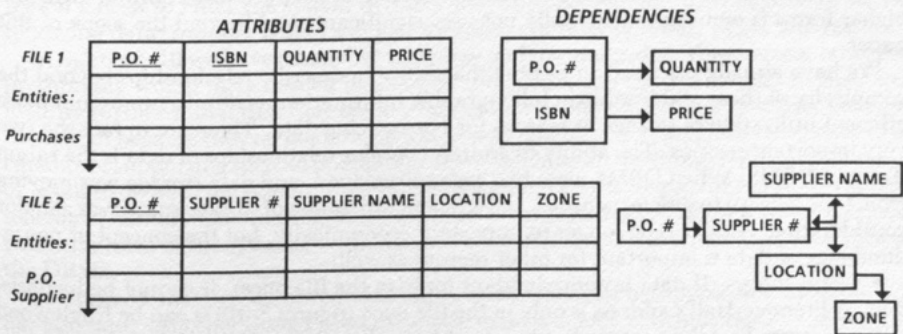 ATTRIBUTES DEPENDENCIES
FILE 1 P.O. # ISBN QUANTITY PRICE
P.O. # QUANTITY
Entities:
ISBN PRICE
Purchases
SUPPLIER NAME
FILE 2 P.O. # SUPPLIER # SUPPLIER NAME LOCATION ZONE
P.O. # SUPPLIER #
Entities:
LOCATION
P.O.
Supplier
ZONE